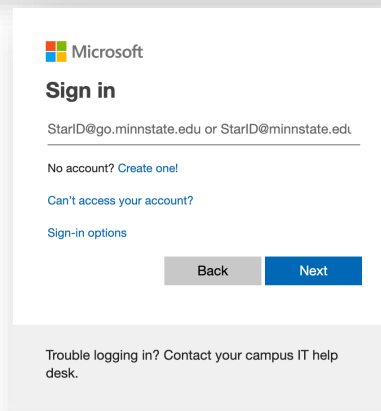 Microsoft
Sign in
StarID@go.minnstate.edu or StarID@minnstate.edu
No account? Create one!
Can't access your account?
Sign-in options
Back
Next
Trouble logging in? Contact your campus IT help
desk.